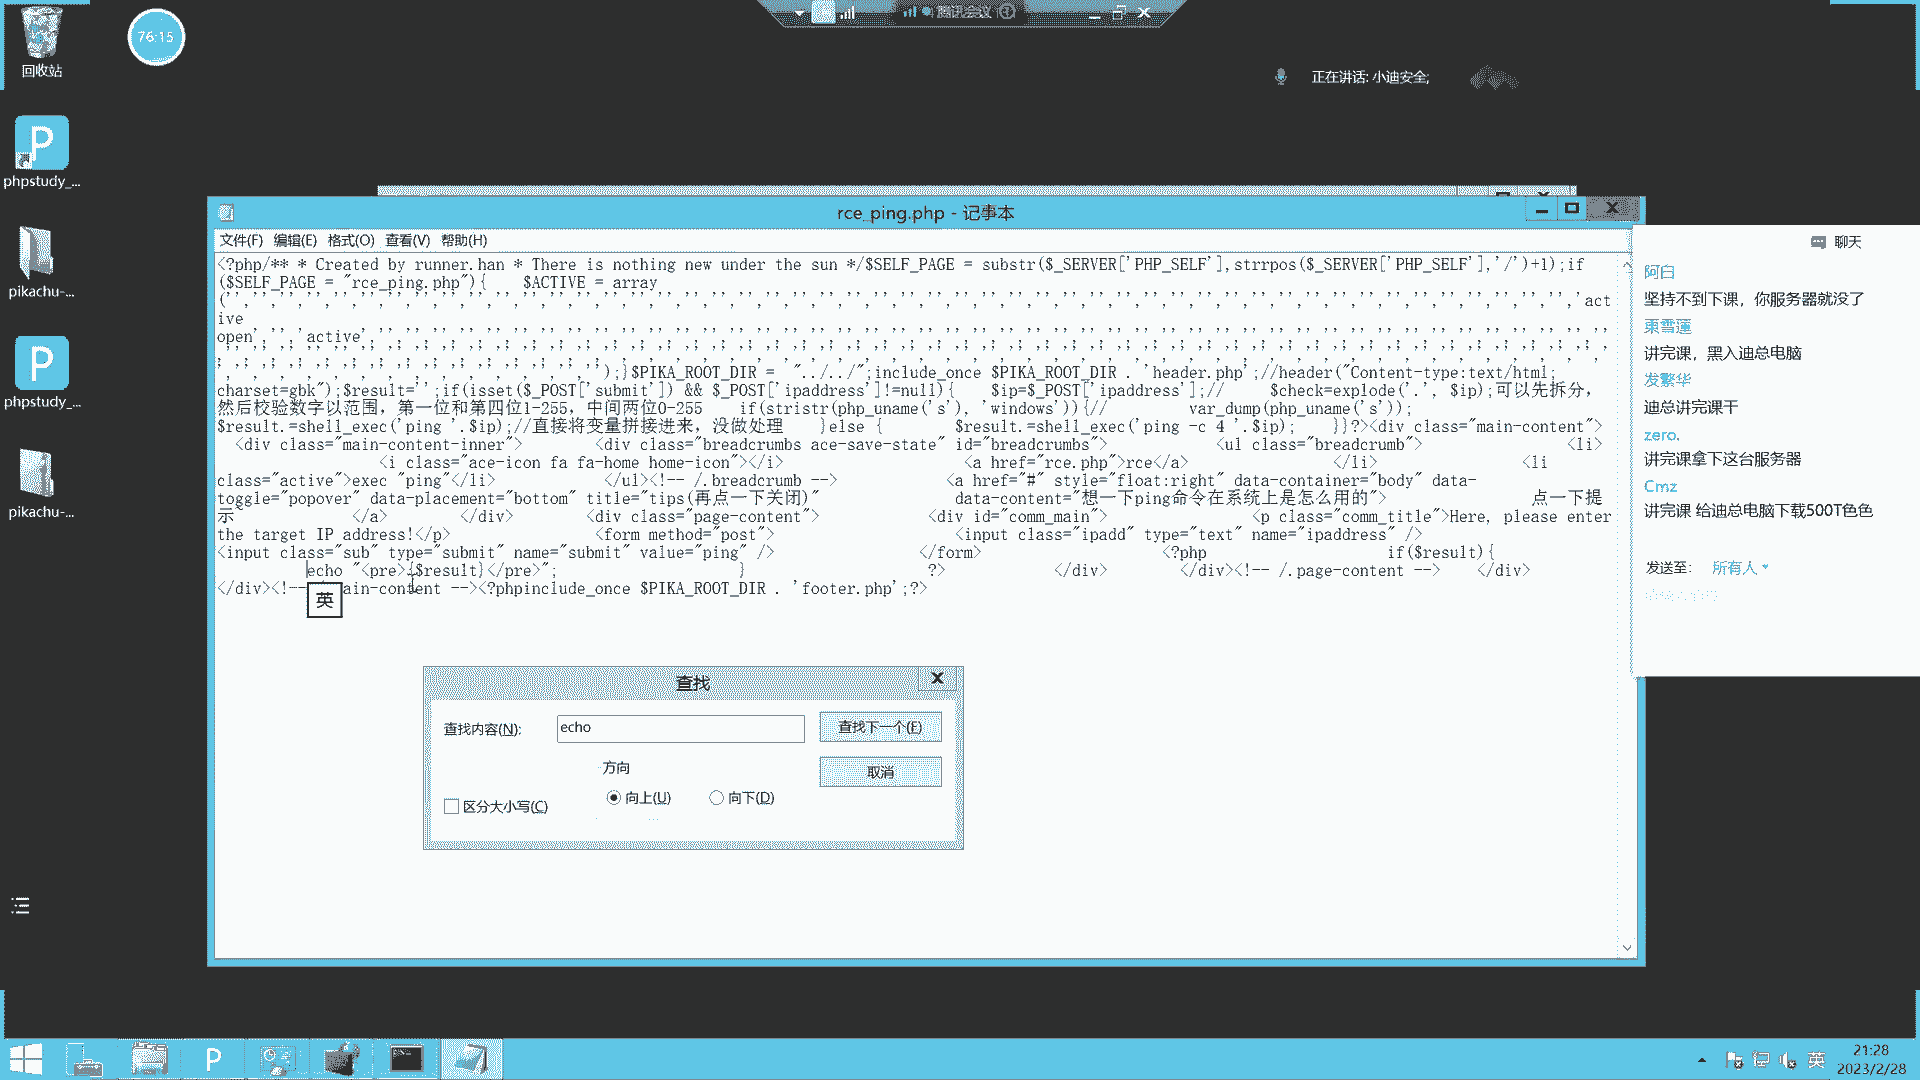 76:15
腾讯会议
正在讲话: 小迪安全;
回收站
phpstudy_...
pikachu-...
phpstudy_...
pikachu-...
rce_ping.php - 记事本
文件(F) 编辑(E) 格式(O) 查看(V) 帮助(H)
<?php/** * Created by runner.han * There is nothing new under the sun */$SELF_PAGE = substr($_SERVER['PHP_SELF'],strrpos($_SERVER['PHP_SELF'],'/')+1);if
($SELF_PAGE = "rce_ping.php"){ $ACTIVE = array
'act
ive
open','','active'
);}$PIKA_ROOT_DIR = "../../";include_once $PIKA_ROOT_DIR . 'header.php';//header("Content-type:text/html;
charset=gbk");$result='';if(isset($_POST['submit']) && $_POST['ipaddress']!=null){ $ip=$_POST['ipaddress'];// $check=explode('.', $ip);可以先拆分，
然后校验数字以范围，第一位和第四位1-255，中间两位0-255 if(stristr(php_uname('s'), 'windows')){// var_dump(php_uname('s'));
$result.=shell_exec('ping '.$ip);//直接将变量拼接进来，没做处理 }else { $result.=shell_exec('ping -c 4 '.$ip); }}?><div class="main-content">
<div class="main-content-inner"> <div class="breadcrumbs ace-save-state" id="breadcrumbs"> <ul class="breadcrumb"> <li>
<i class="ace-icon fa fa-home home-icon"></i> <a href="rce.php">rce</a> </li> <li
class="active">exec "ping"</li> </ul><!-- /.breadcrumb --> <a href="#" style="float:right" data-container="body" data-
toggle="popover" data-placement="bottom" title="tips(再点一下关闭)" data-content="想一下ping命令在系统上是怎么用的"> 点一下提
示 </a> </div> <div class="page-content"> <div id="comm_main"> <p class="comm_title">Here, please enter
the target IP address!</p> <form method="post"> <input class="ipadd" type="text" name="ipaddress" />
<input class="sub" type="submit" name="submit" value="ping" /> </form> <?php if($result){
echo "<pre>{$result}</pre>"; } ?> </div> </div><!-- /.page-content --> </div>
</div><!-- main-content --><?phpinclude_once $PIKA_ROOT_DIR . 'footer.php';?>
英
查找
查找内容(N):
echo
查找下一个(F)
方向
取消
向上(U)
向下(D)
区分大小写(C)
聊天
阿白
坚持不到下课，你服务器就没了
东雪莲
讲完课，黑入迪总电脑
发繁华
迪总讲完课干
zero.
讲完课拿下这台服务器
Cmz
讲完课 给迪总电脑下载500T色色
发送至:
所有人
英
21:28
2023/2/28